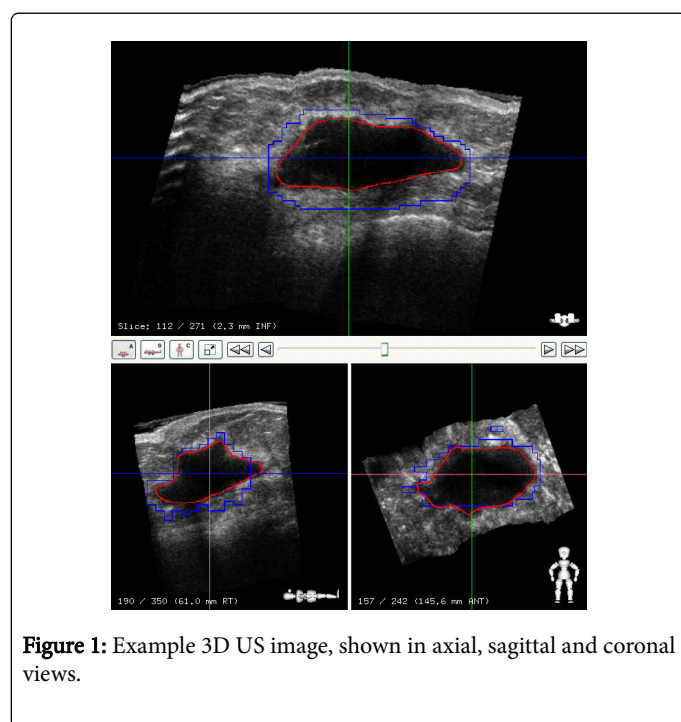 Slice: 112 / 271 (2.3 mm INF)
A
S
C
190 / 350 (61.0 mm RT)
157 / 242 (145.6 mm ANT)
Figure 1: Example 3D US image, shown in axial, sagittal and coronal
views.